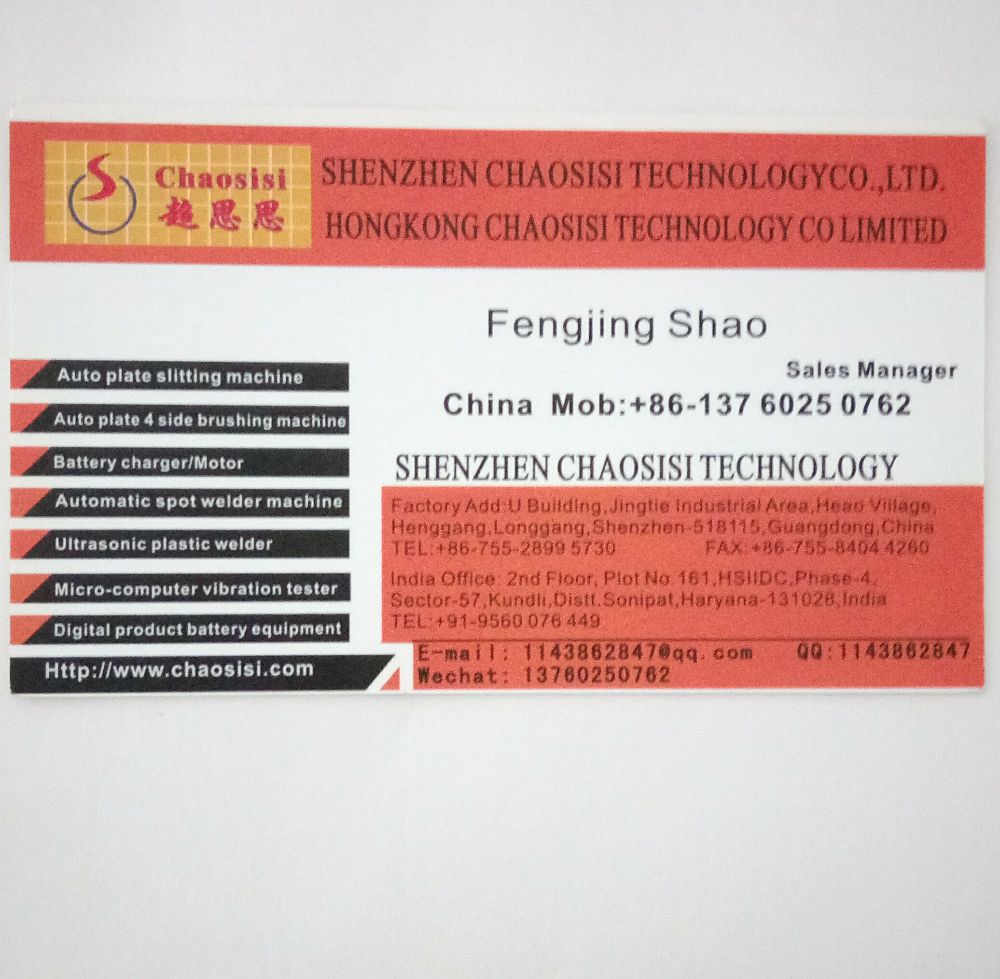 Chaosisi
超思思
SHENZHEN CHAOSISI TECHNOLOGYCO.,LTD.
HONGKONG CHAOSISI TECHNOLOGY CO LIMITED
Fengjing Shao
Sales Manager
China Mob:+86-137 6025 0762
Auto plate slitting machine
Auto plate 4 side brushing machine
Battery charger/Motor
Automatic spot welder machine
Ultrasonic plastic welder
Micro-computer vibration tester
Digital product battery equipment
Http://www.chaosisi.com
SHENZHEN CHAOSISI TECHNOLOGY
Factory Add:U Building,Jingtie Industrial Area,Heao Village,
Henggang,Longgang,Shenzhen-518115,Guangdong,China
TEL:+86-755-2899 5730 FAX:+86-755-8404 4260
India Office: 2nd Floor, Plot No.161,HSIIDC,Phase-4,
Sector-57,Kundli,Distt.Sonipat,Haryana-131028,India
TEL:+91-9560 076 449
E-mail: 1143862847@qq.com QQ:1143862847
Wechat: 13760250762